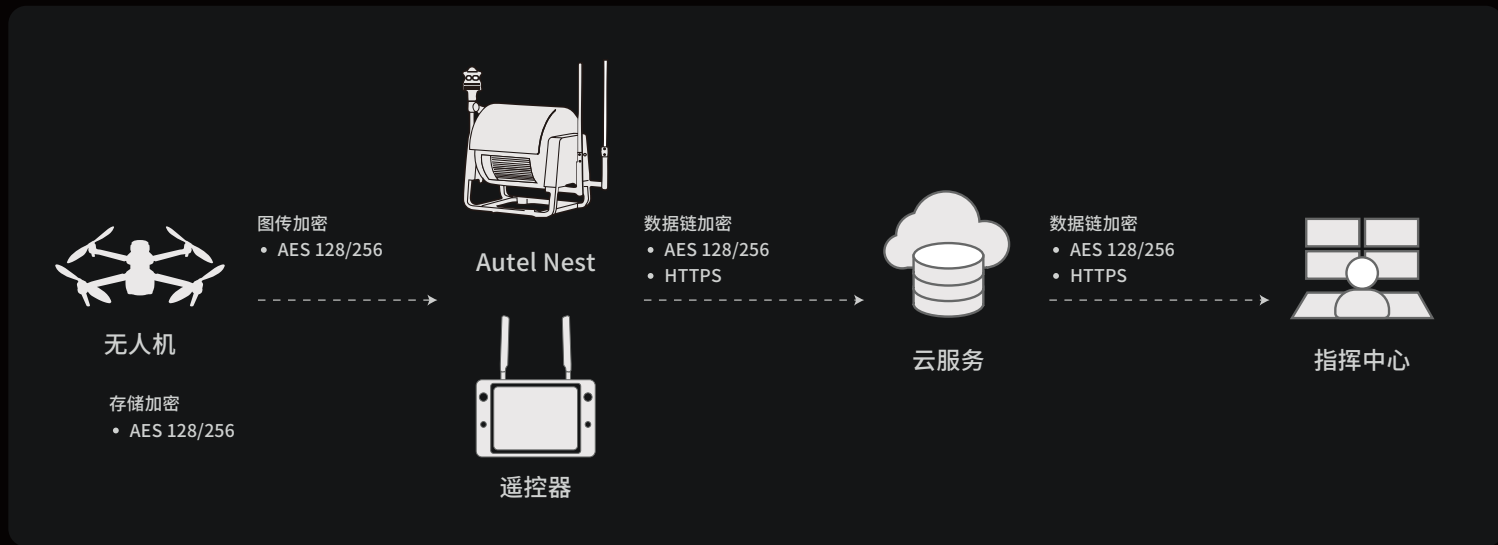 图传加密
• AES 128/256
无人机
存储加密
• AES 128/256
Autel Nest
遥控器
数据链加密
• AES 128/256
• HTTPS
云服务
数据链加密
• AES 128/256
• HTTPS
指挥中心